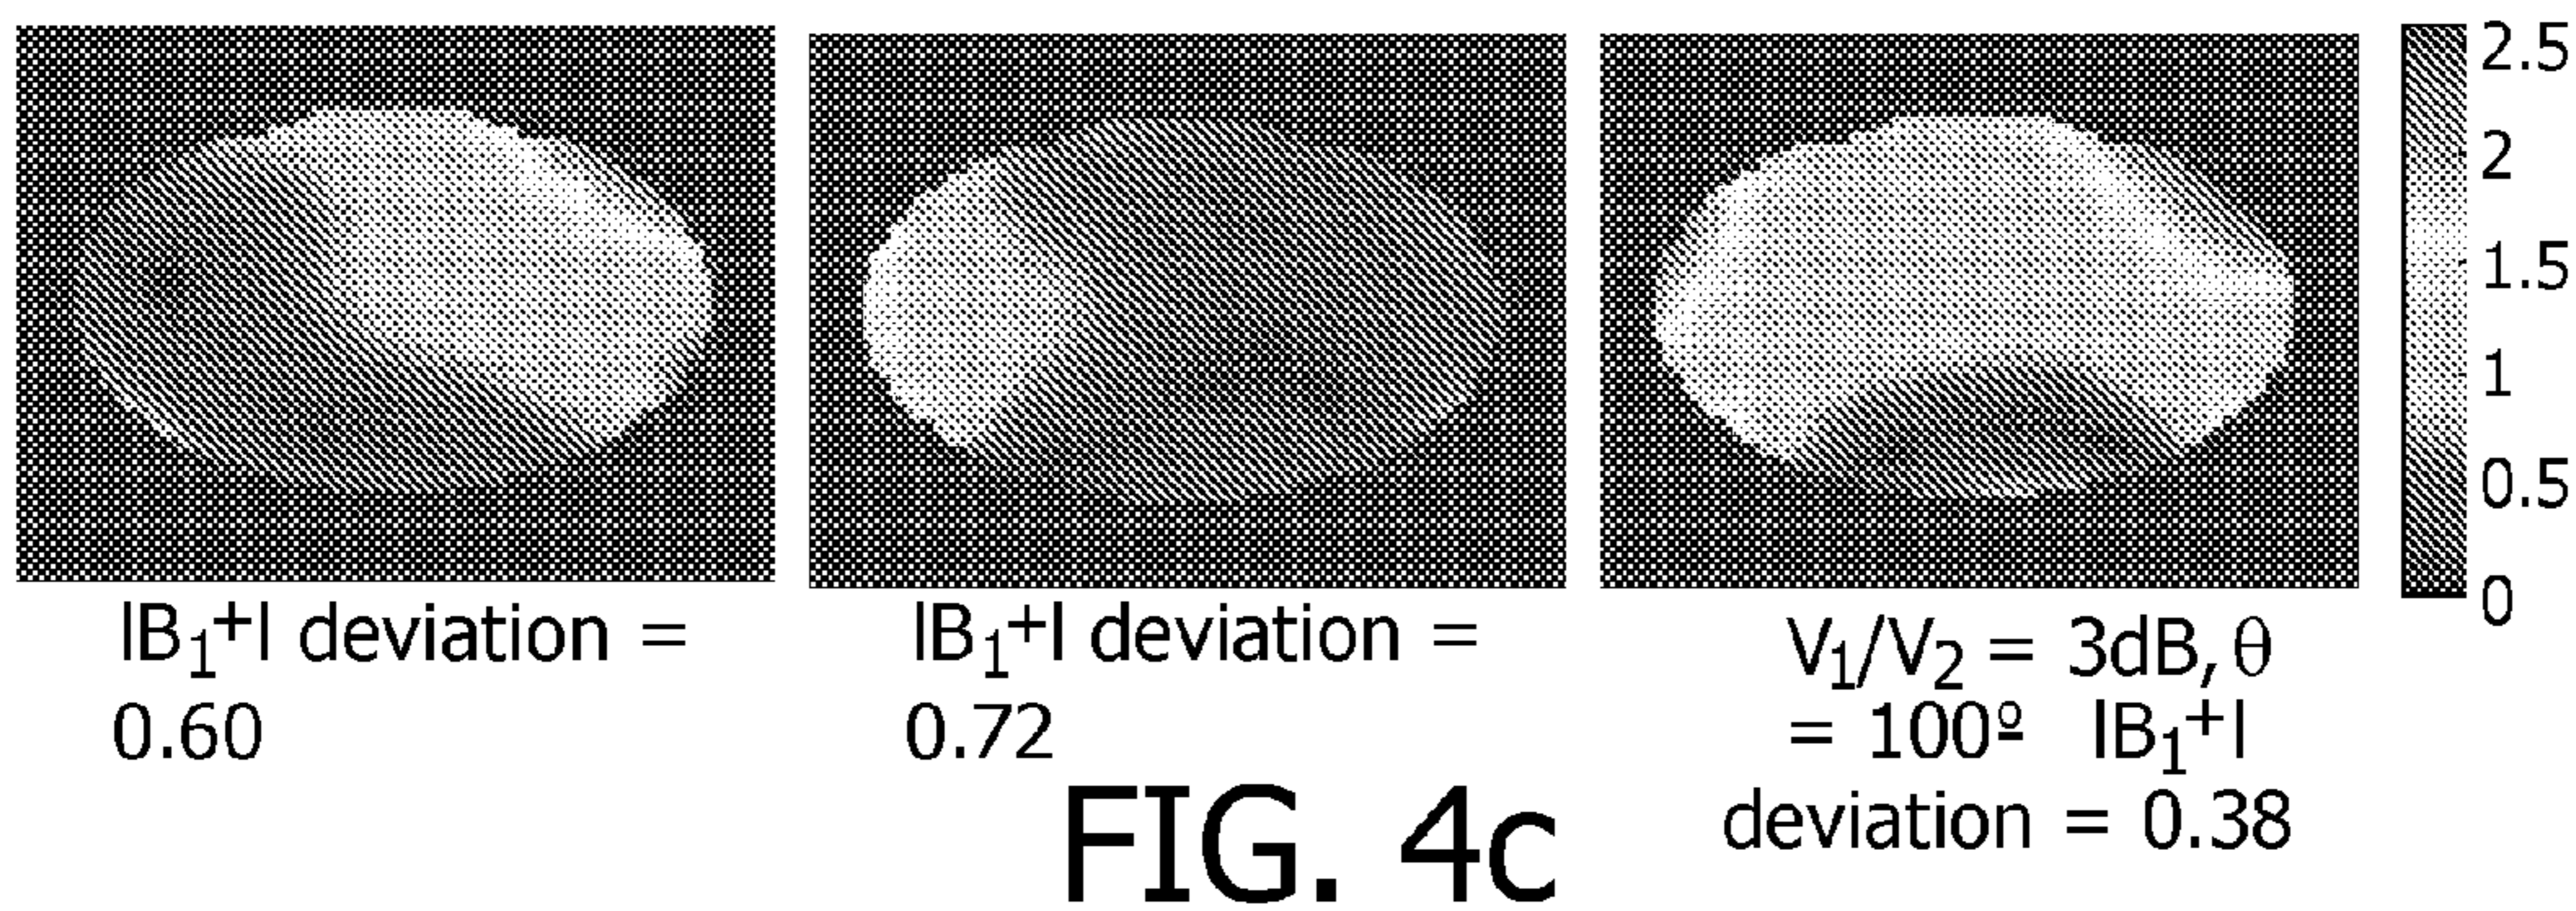 2.5
2
1.5
1
0.5
0
|B₁⁺| deviation =
0.60
|B₁⁺| deviation =
0.72
V₁/V₂ = 3dB, θ
= 100º |B₁⁺|
deviation = 0.38
FIG. 4c